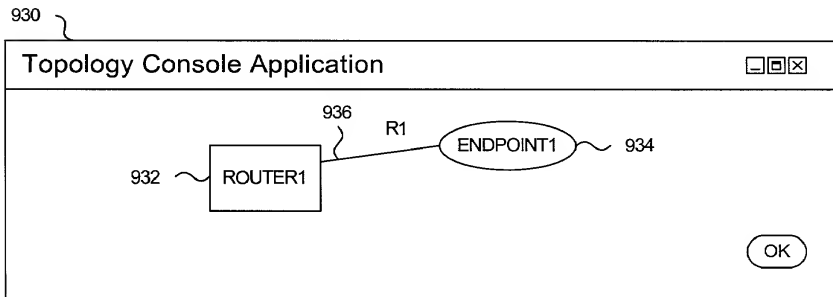 930
Topology Console Application
936
R1
ENDPOINT1
934
932
ROUTER1
OK